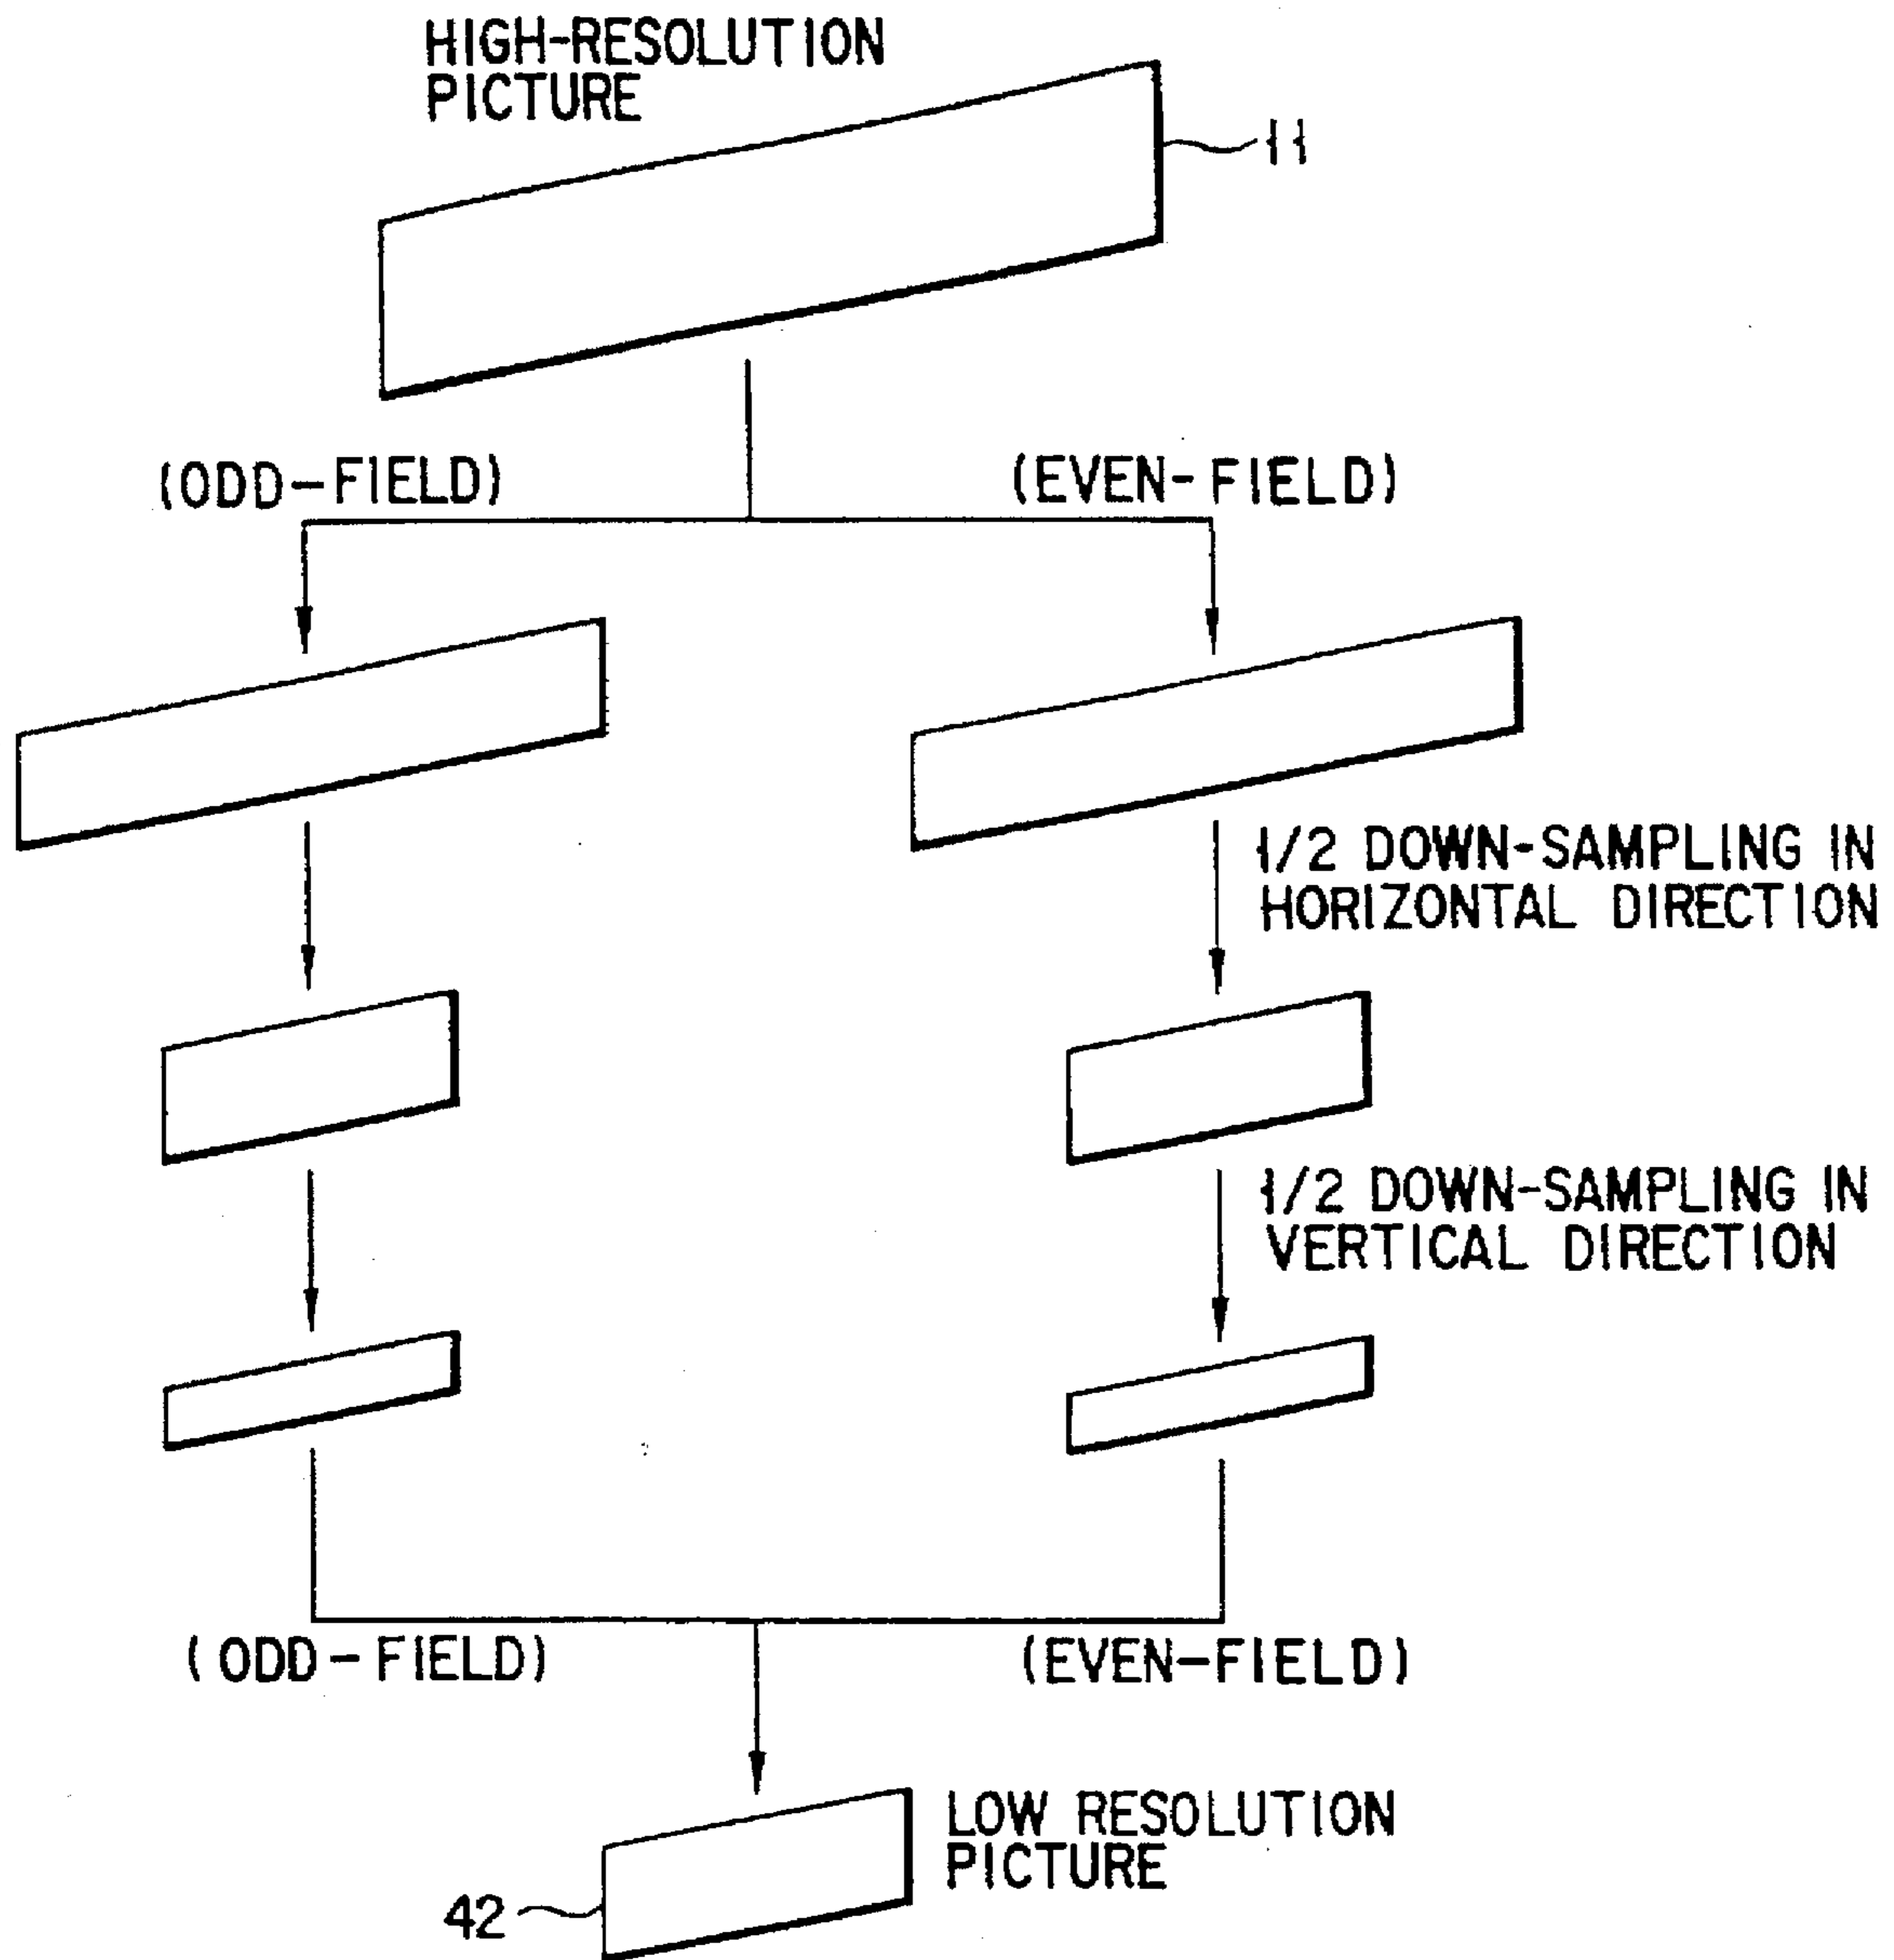 HIGH-RESOLUTION
PICTURE
11
(ODD-FIELD)
(EVEN-FIELD)
1/2 DOWN-SAMPLING IN
HORIZONTAL DIRECTION
1/2 DOWN-SAMPLING IN
VERTICAL DIRECTION
(ODD-FIELD)
(EVEN-FIELD)
LOW RESOLUTION
PICTURE
42